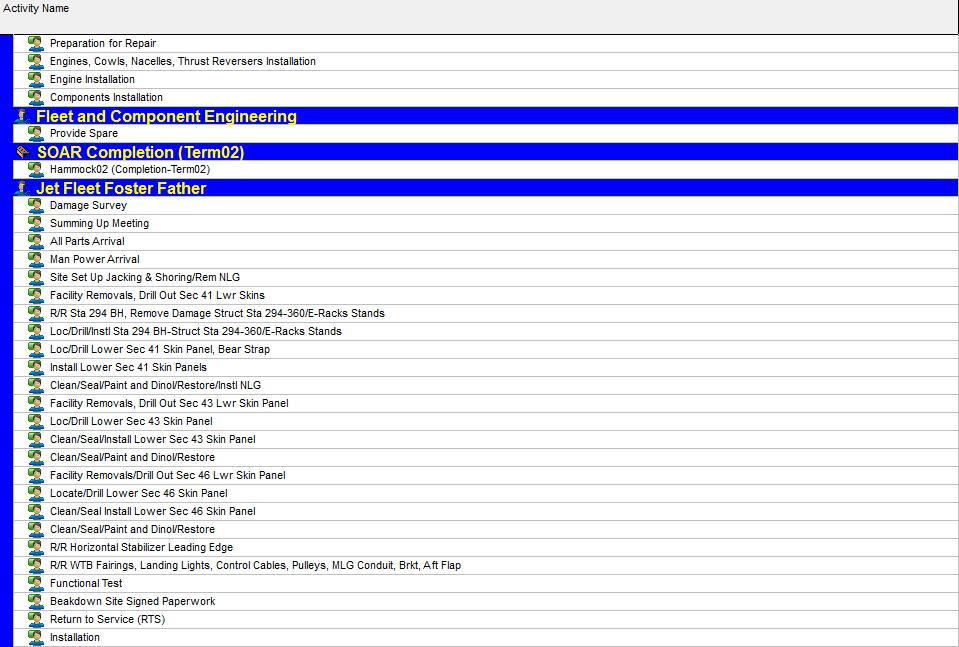 Activity Name
Preparation for Repair
Engines, Cowls, Nacelles, Thrust Reversers Installation
Engine Installation
Components Installation
Fleet and Component Engineering
Provide Spare
SOAR Completion (Term02)
Hammock02 (Completion-Term02)
Jet Fleet Foster Father
Damage Survey
Summing Up Meeting
All Parts Arrival
Man Power Arrival
Site Set Up Jacking & Shoring/Rem NLG
Facility Removals, Drill Out Sec 41 Lwr Skins
R/R Sta 294 BH, Remove Damage Struct Sta 294-360/E-Racks Stands
Loc/Drill/Instl Sta 294 BH-Struct Sta 294-360/E-Racks Stands
Loc/Drill Lower Sec 41 Skin Panel, Bear Strap
Install Lower Sec 41 Skin Panels
Clean/Seal/Paint and Dinol/Restore/Instl NLG
Facility Removals, Drill Out Sec 43 Lwr Skin Panel
Loc/Drill Lower Sec 43 Skin Panel
Clean/Seal/Install Lower Sec 43 Skin Panel
Clean/Seal/Paint and Dinol/Restore
Facility Removals/Drill Out Sec 46 Lwr Skin Panel
Locate/Drill Lower Sec 46 Skin Panel
Clean/Seal Install Lower Sec 46 Skin Panel
Clean/Seal/Paint and Dinol/Restore
R/R Horizontal Stabilizer Leading Edge
R/R WTB Fairings, Landing Lights, Control Cables, Pulleys, MLG Conduit, Brkt, Aft Flap
Functional Test
Beakdown Site Signed Paperwork
Return to Service (RTS)
Installation